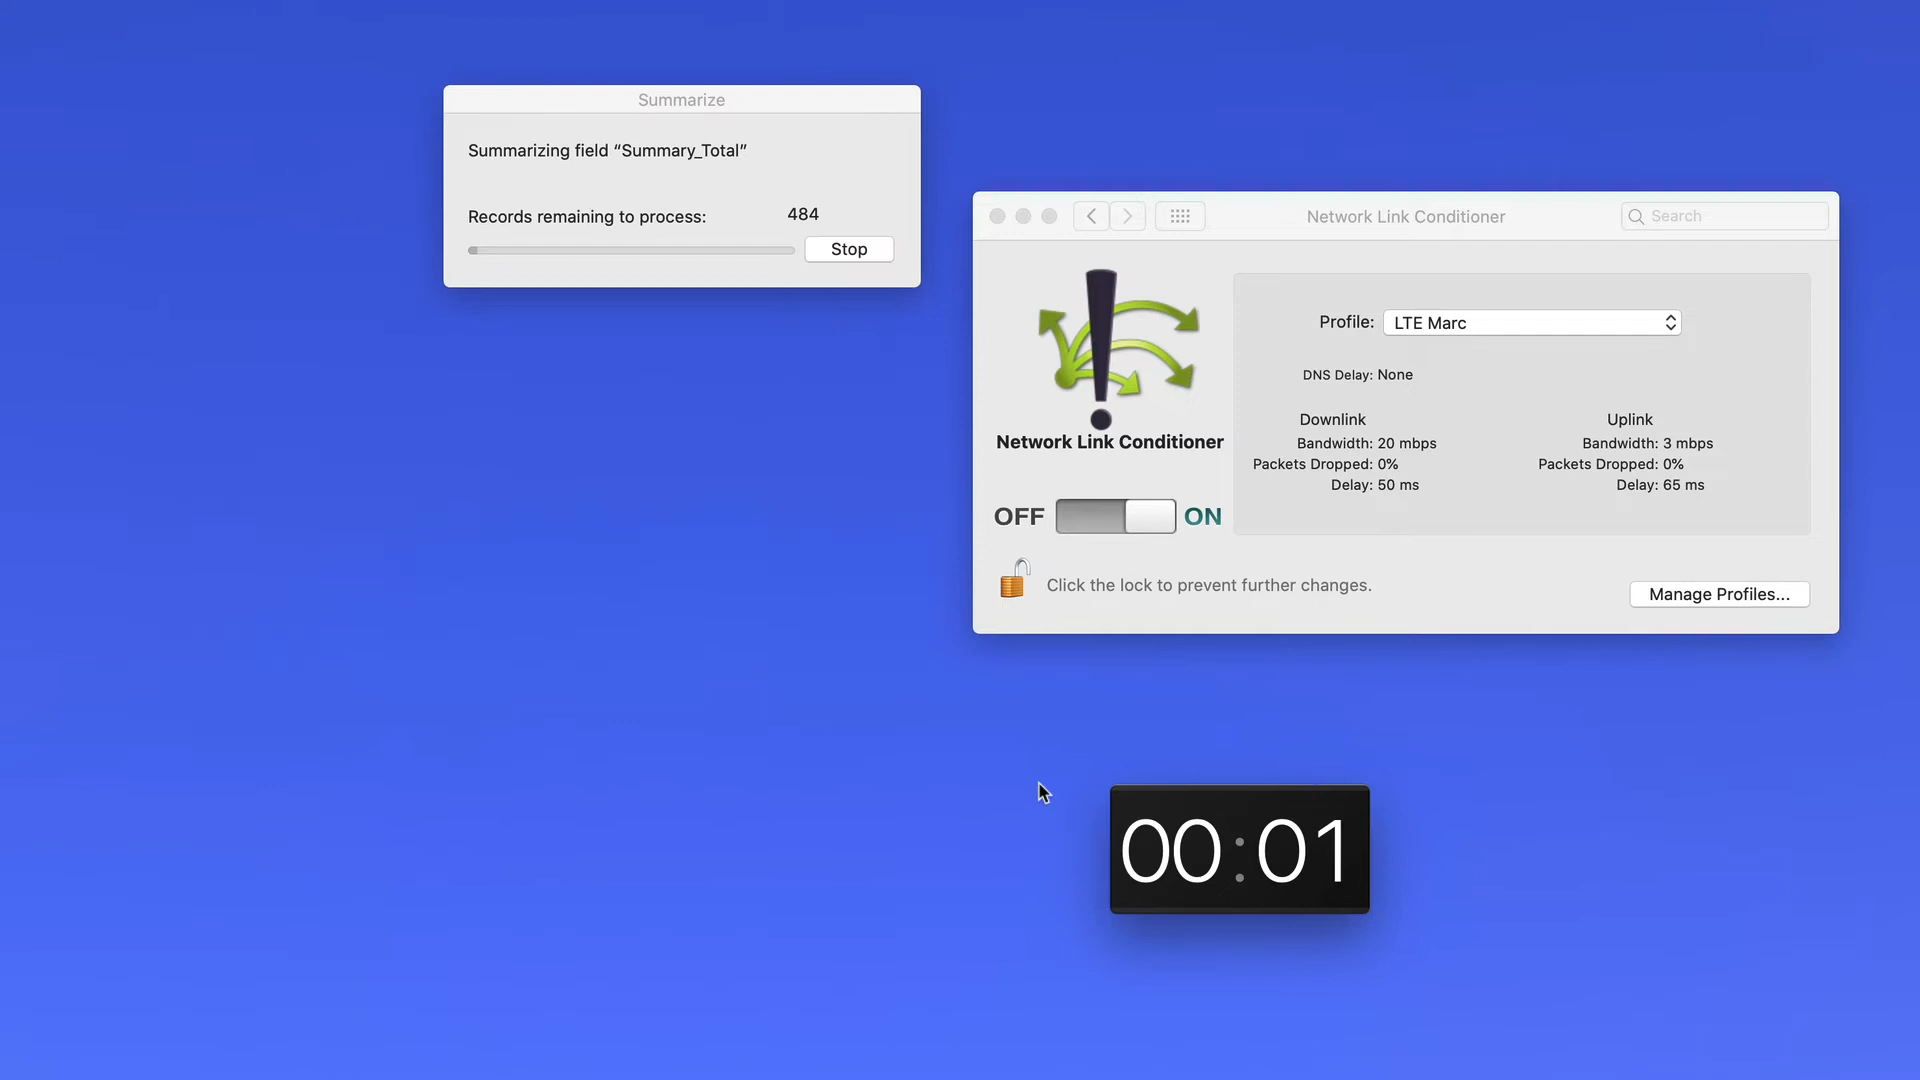 Summarize
Summarizing field “Summary_Total”
Records remaining to process: 484
Stop
Network Link Conditioner
Search
Profile: LTE Marc
DNS Delay: None
Downlink
Bandwidth: 20 mbps
Packets Dropped: 0%
Delay: 50 ms
Uplink
Bandwidth: 3 mbps
Packets Dropped: 0%
Delay: 65 ms
Network Link Conditioner
OFF ON
Click the lock to prevent further changes.
Manage Profiles...
00:01